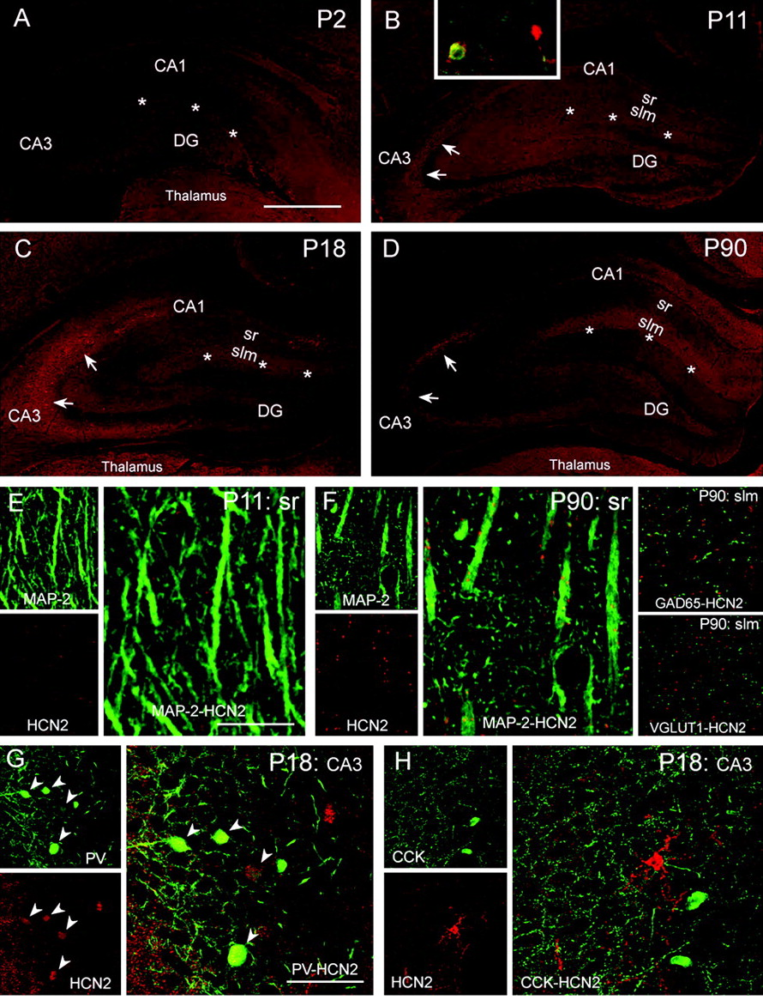 A P2
CA1
CA3
DG
Thalamus
B P11
CA1
sr
slm
CA3
DG
C P18
CA1
sr
slm
CA3
DG
Thalamus
D P90
CA1
sr
slm
CA3
DG
Thalamus
E
MAP-2
HCN2
P11: sr
MAP-2-HCN2
F
MAP-2
HCN2
P90: sr
MAP-2-HCN2
P90: slm
GAD65-HCN2
P90: slm
VGLUT1-HCN2
G
PV
HCN2
P18: CA3
PV-HCN2
H
CCK
HCN2
P18: CA3
CCK-HCN2